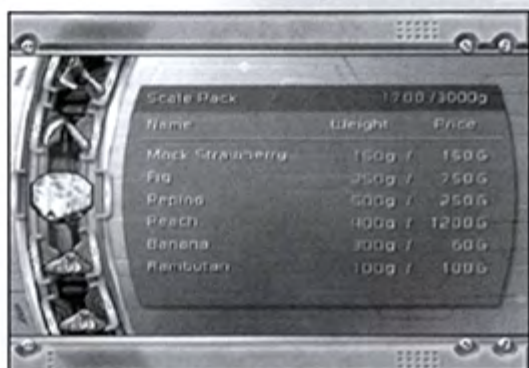 Scale Pack 1700/3000g
Name Weight Price
Mock Strawberry 150g / 150G
Fig 250g / 750G
Pepino 500g / 250G
Peach 400g / 1200G
Banana 300g / 60G
Rambutan 100g / 100G